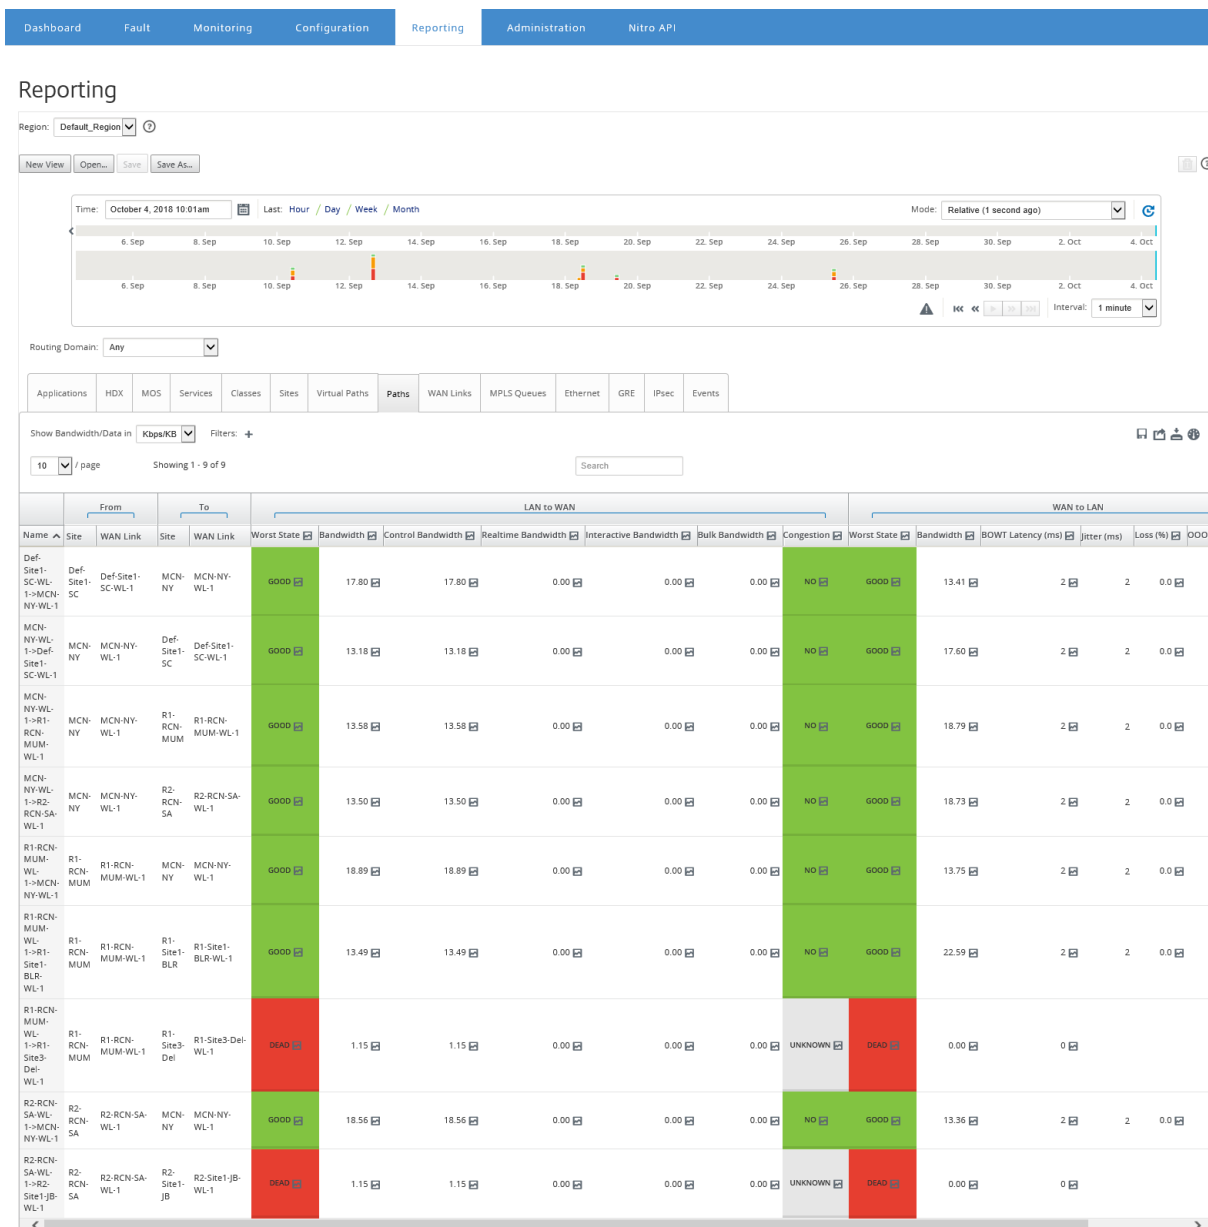 Dashboard Fault Monitoring Configuration Reporting Administration Nitro API
Reporting
Region: Default_Region
New View Open... Save Save As...
Time: October 4, 2018 10:01am Last: Hour / Day / Week / Month Mode: Relative (1 second ago)
6. Sep 8. Sep 10. Sep 12. Sep 14. Sep 16. Sep 18. Sep 20. Sep 22. Sep 24. Sep 26. Sep 28. Sep 30. Sep 2. Oct 4. Oct
6. Sep 8. Sep 10. Sep 12. Sep 14. Sep 16. Sep 18. Sep 20. Sep 22. Sep 24. Sep 26. Sep 28. Sep 30. Sep 2. Oct 4. Oct
Interval: 1 minute
Routing Domain: Any
Applications HDX MOS Services Classes Sites Virtual Paths Paths WAN Links MPLS Queues Ethernet GRE IPsec Events
Show Bandwidth/Data in Kbps/KB Filters: +
10 / page Showing 1 - 9 of 9 Search
From To LAN to WAN WAN to LAN
Name Site WAN Link Site WAN Link Worst State Bandwidth Control Bandwidth Realtime Bandwidth Interactive Bandwidth Bulk Bandwidth Congestion Worst State Bandwidth BOWT Latency (ms) Jitter (ms) Loss (%) OOO
Def-
Site1-
SC-WL-
1->MCN-
NY-WL-1
Def-
Site1-
SC
Def-Site1-
SC-WL-1
MCN-
NY
MCN-NY-
WL-1
GOOD 17.80 17.80 0.00 0.00 0.00 NO GOOD 13.41 2 2 0.0
MCN-
NY-WL-
1->Def-
Site1-
SC-WL-1
MCN-
NY
MCN-NY-
WL-1
Def-
Site1-
SC
Def-Site1-
SC-WL-1
GOOD 13.18 13.18 0.00 0.00 0.00 NO GOOD 17.60 2 2 0.0
MCN-
NY-WL-
1->R1-
RCN-
MUM-
WL-1
MCN-
NY
MCN-NY-
WL-1
R1-
RCN-
MUM
R1-RCN-
MUM-WL-1
GOOD 13.58 13.58 0.00 0.00 0.00 NO GOOD 18.79 2 2 0.0
MCN-
NY-WL-
1->R2-
RCN-SA-
WL-1
MCN-
NY
MCN-NY-
WL-1
R2-
RCN-
SA
R2-RCN-SA-
WL-1
GOOD 13.50 13.50 0.00 0.00 0.00 NO GOOD 18.73 2 2 0.0
R1-RCN-
MUM-
WL-
1->MCN-
NY-WL-1
R1-
RCN-
MUM
R1-RCN-
MUM-WL-1
MCN-
NY
MCN-NY-
WL-1
GOOD 18.89 18.89 0.00 0.00 0.00 NO GOOD 13.75 2 2 0.0
R1-RCN-
MUM-
WL-
1->R1-
Site1-
BLR-
WL-1
R1-
RCN-
MUM
R1-RCN-
MUM-WL-1
R1-
Site1-
BLR
R1-Site1-
BLR-WL-1
GOOD 13.49 13.49 0.00 0.00 0.00 NO GOOD 22.59 2 2 0.0
R1-RCN-
MUM-
WL-
1->R1-
Site3-
Del-
WL-1
R1-
RCN-
MUM
R1-RCN-
MUM-WL-1
R1-
Site3-
Del
R1-Site3-Del-
WL-1
DEAD 1.15 1.15 0.00 0.00 0.00 UNKNOWN DEAD 0.00 0
R2-RCN-
SA-WL-
1->MCN-
NY-WL-1
R2-
RCN-
SA
R2-RCN-SA-
WL-1
MCN-
NY
MCN-NY-
WL-1
GOOD 18.56 18.56 0.00 0.00 0.00 NO GOOD 13.36 2 2 0.0
R2-RCN-
SA-WL-
1->R2-
Site1-JB-
WL-1
R2-
RCN-
SA
R2-RCN-SA-
WL-1
R2-
Site1-
JB
R2-Site1-JB-
WL-1
DEAD 1.15 1.15 0.00 0.00 0.00 UNKNOWN DEAD 0.00 0